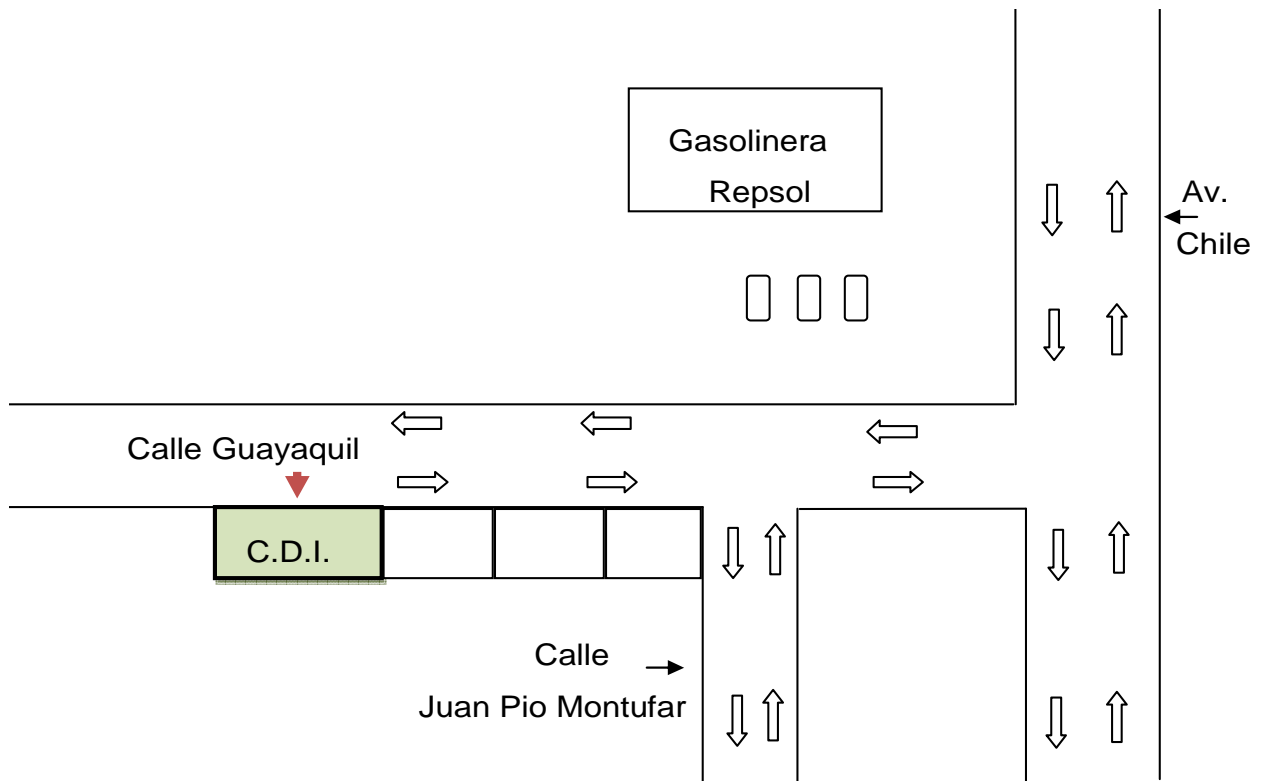 Gasolinera
Repsol
Av.
Chile
Calle Guayaquil
C.D.I.
Calle
Juan Pio Montufar